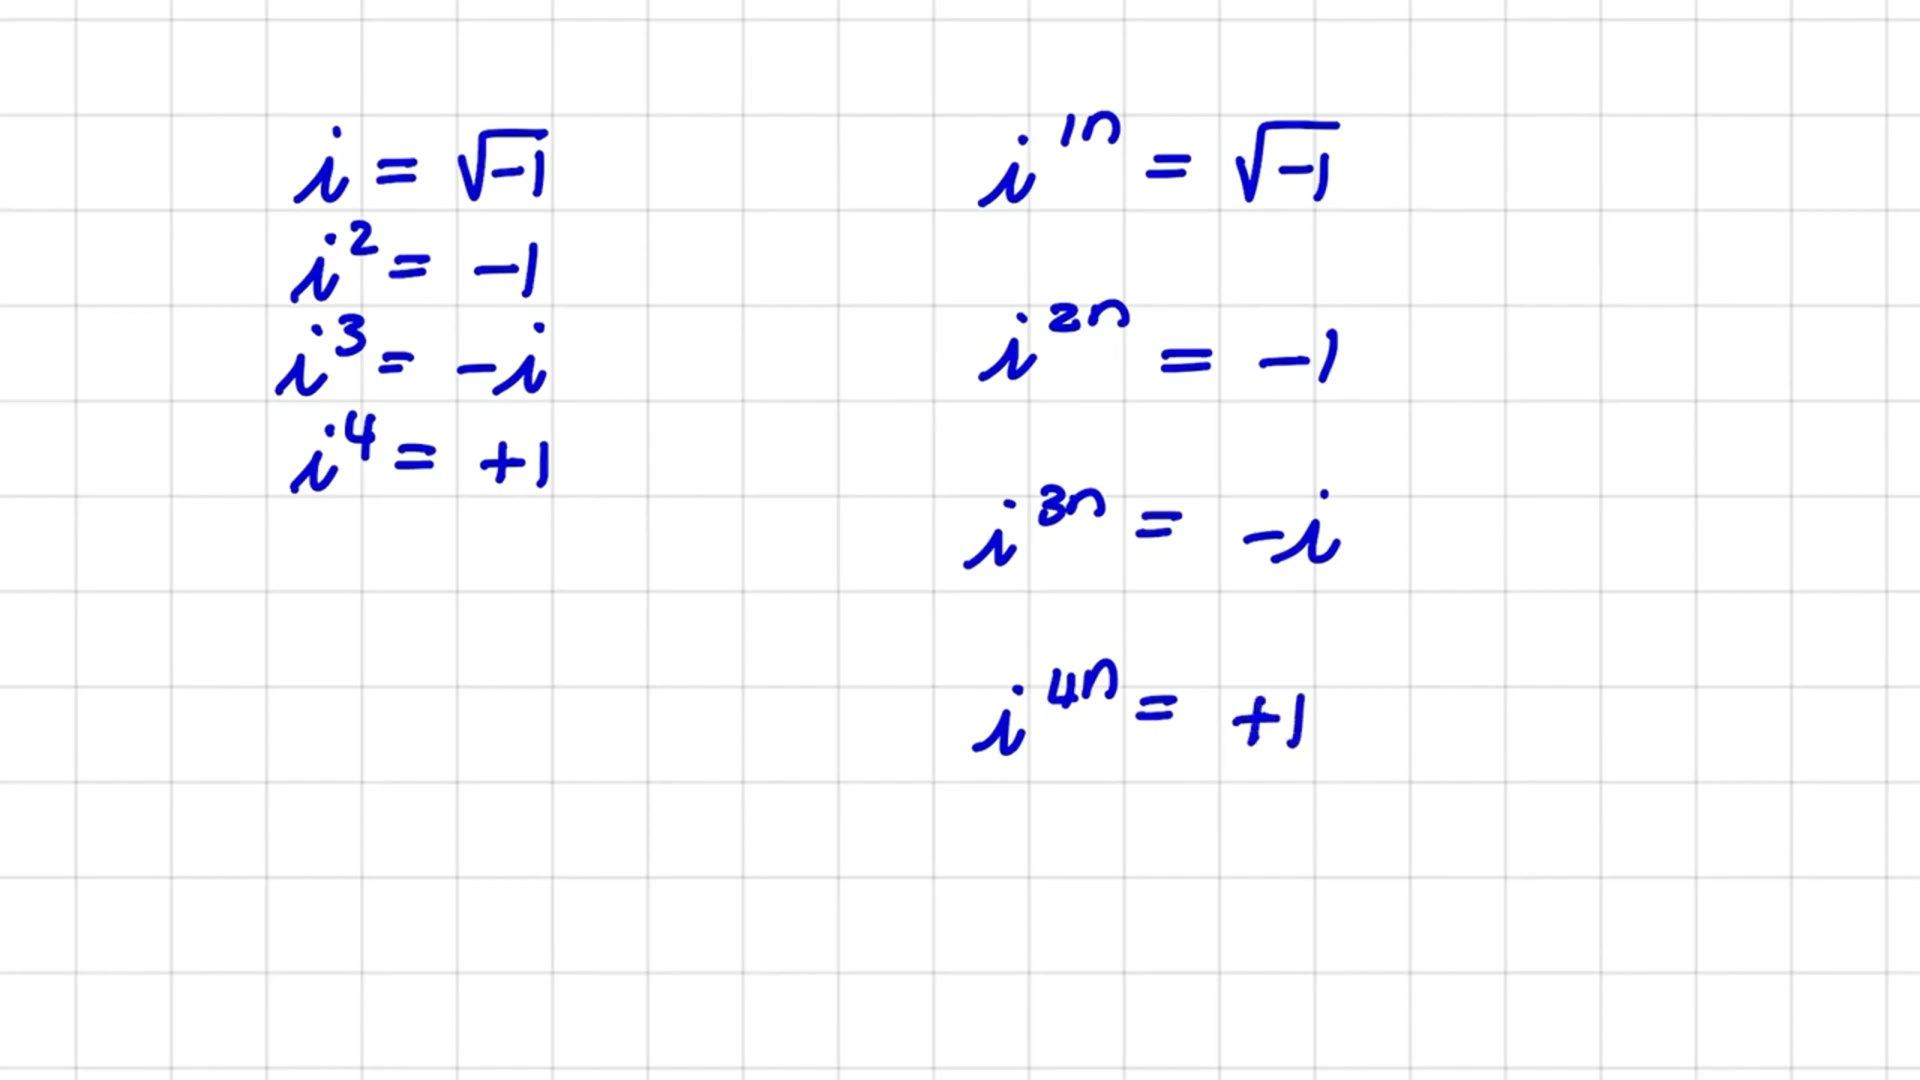 i = √-1
i² = -1
i³ = -i
i⁴ = +1
i¹ⁿ = √-1
i²ⁿ = -1
i³ⁿ = -i
i⁴ⁿ = +1